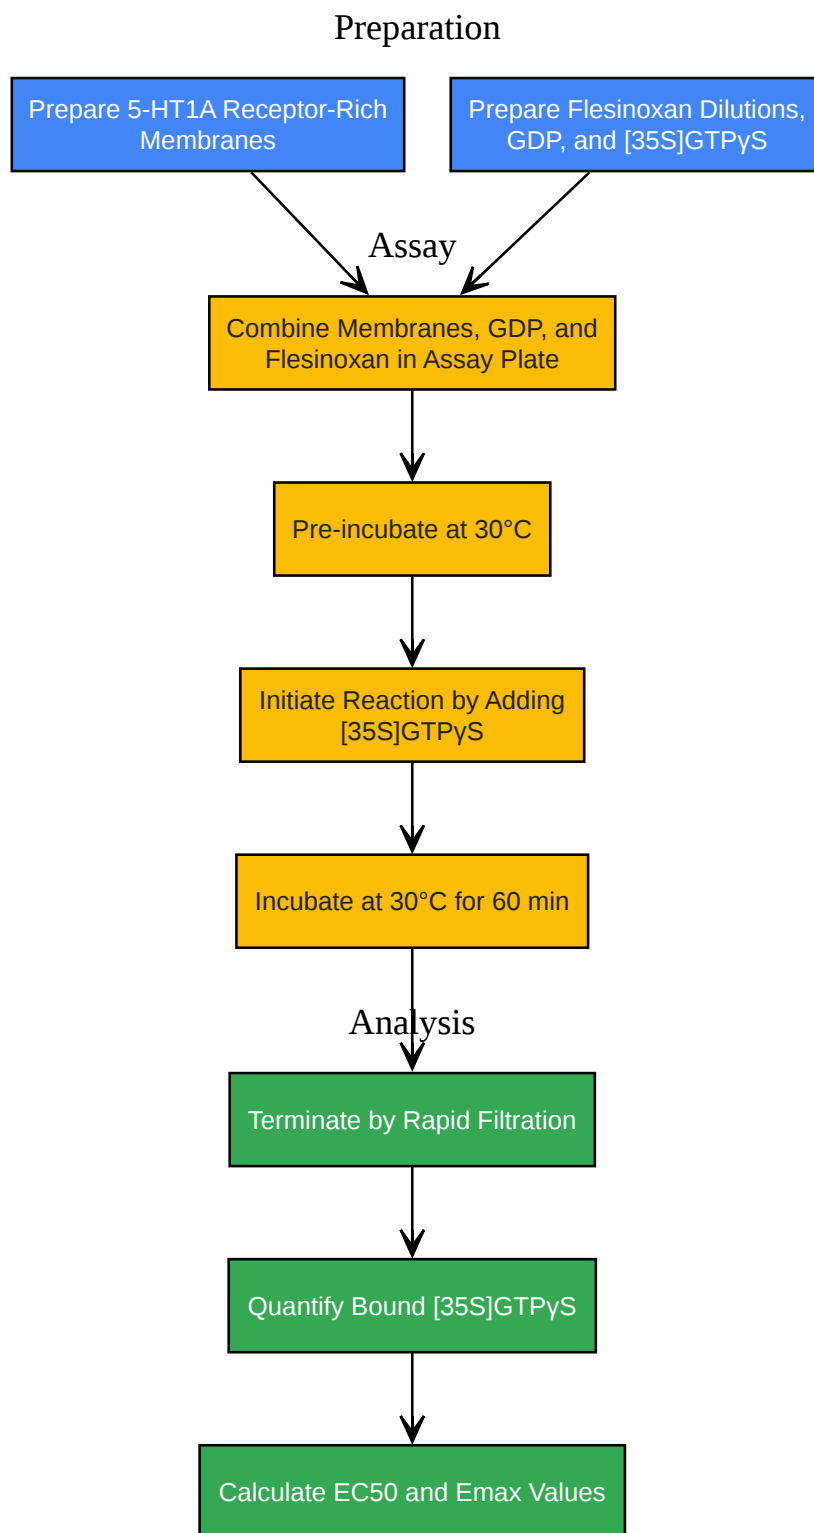 Preparation
Prepare 5-HT1A Receptor-Rich
Membranes
Prepare Flesinoxan Dilutions,
GDP, and [35S]GTPγS
Assay
Combine Membranes, GDP, and
Flesinoxan in Assay Plate
Pre-incubate at 30°C
Initiate Reaction by Adding
[35S]GTPγS
Incubate at 30°C for 60 min
Analysis
Terminate by Rapid Filtration
Quantify Bound [35S]GTPγS
Calculate EC50 and Emax Values